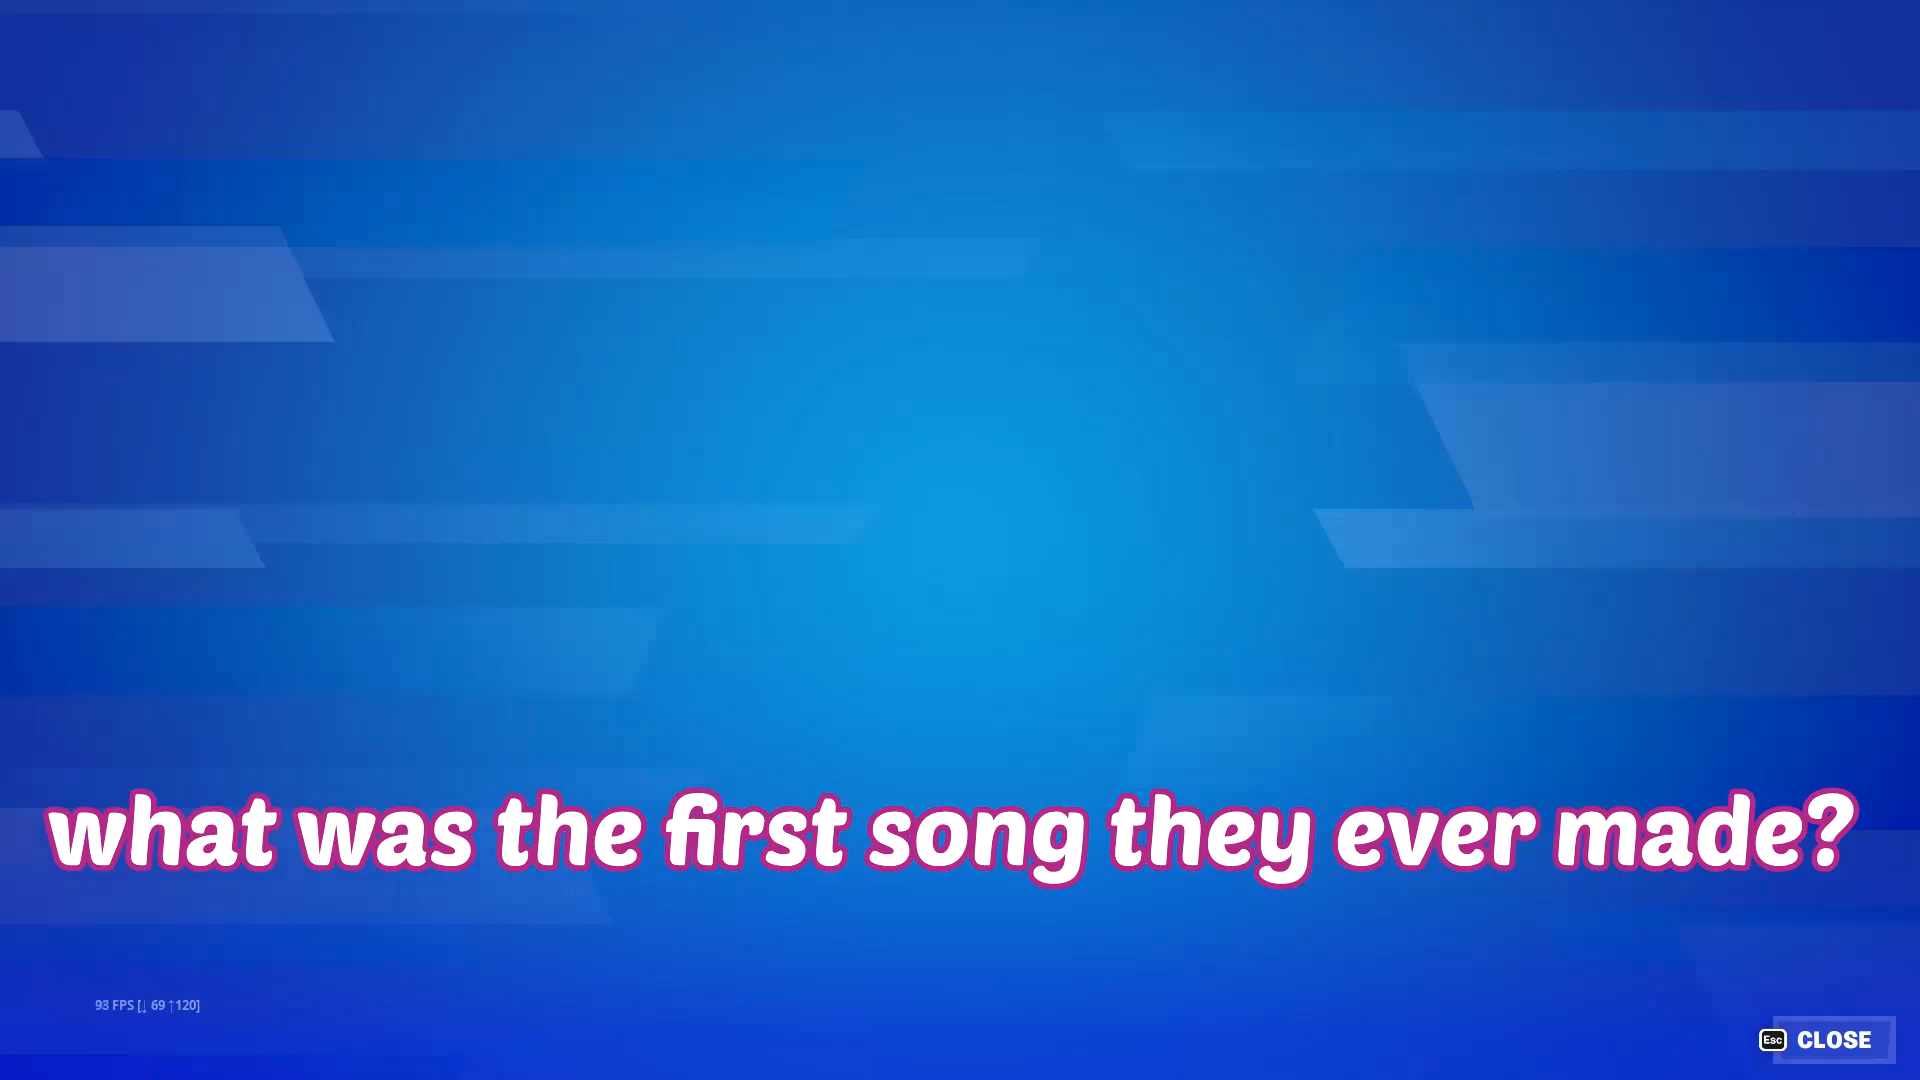 what was the first song they ever made?
93 FPS [↓ 69 ↑120]
Esc CLOSE